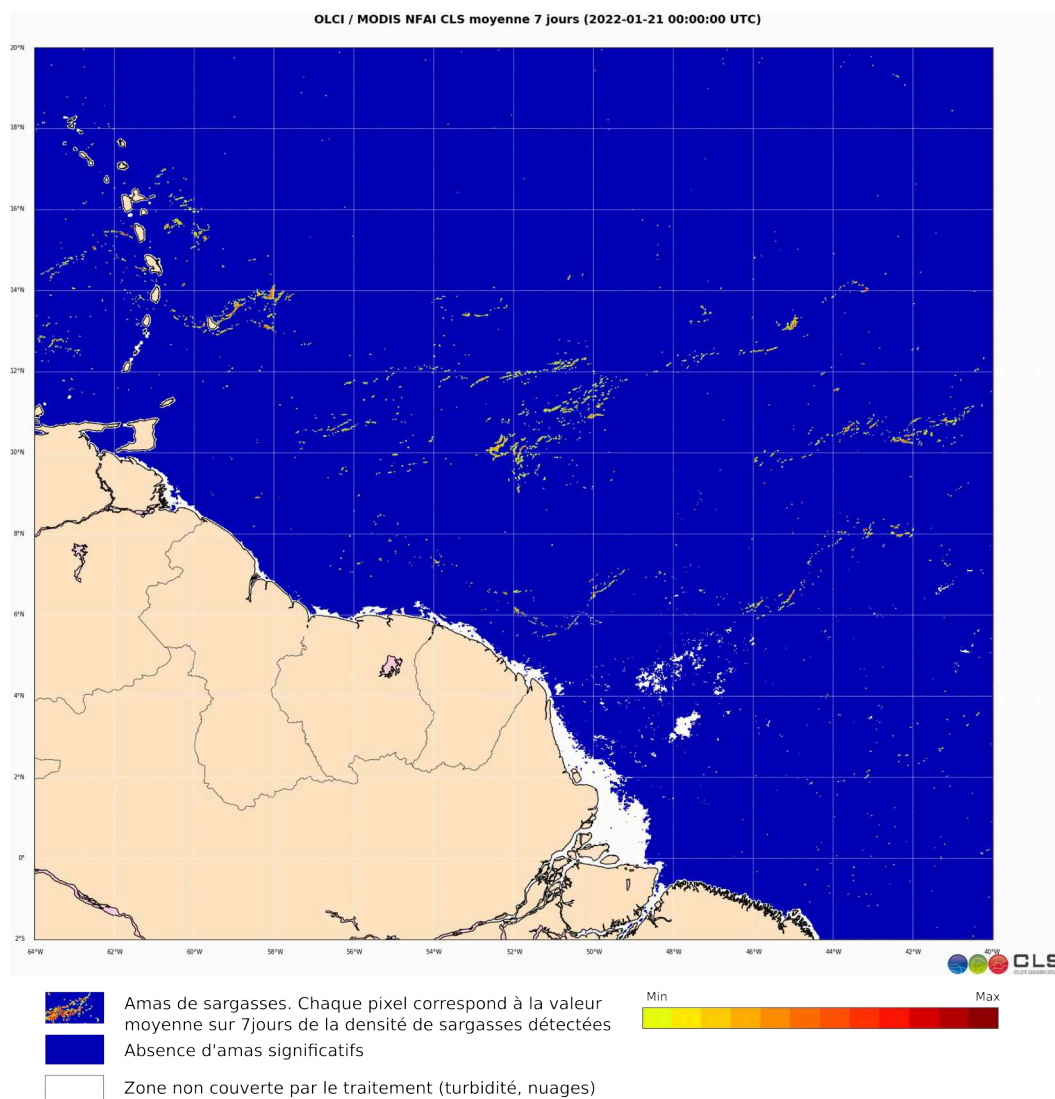 OLCI / MODIS NFAI CLS moyenne 7 jours (2022-01-21 00:00:00 UTC)
20°N
18°N
16°N
14°N
12°N
10°N
8°N
6°N
4°N
2°N
0°
2°S
64°W 62°W 60°W 58°W 56°W 54°W 52°W 50°W 48°W 46°W 44°W 42°W 40°W
CLS
Min Max
Amas de sargasses. Chaque pixel correspond à la valeur
moyenne sur 7jours de la densité de sargasses détectées
Absence d'amas significatifs
Zone non couverte par le traitement (turbidité, nuages)